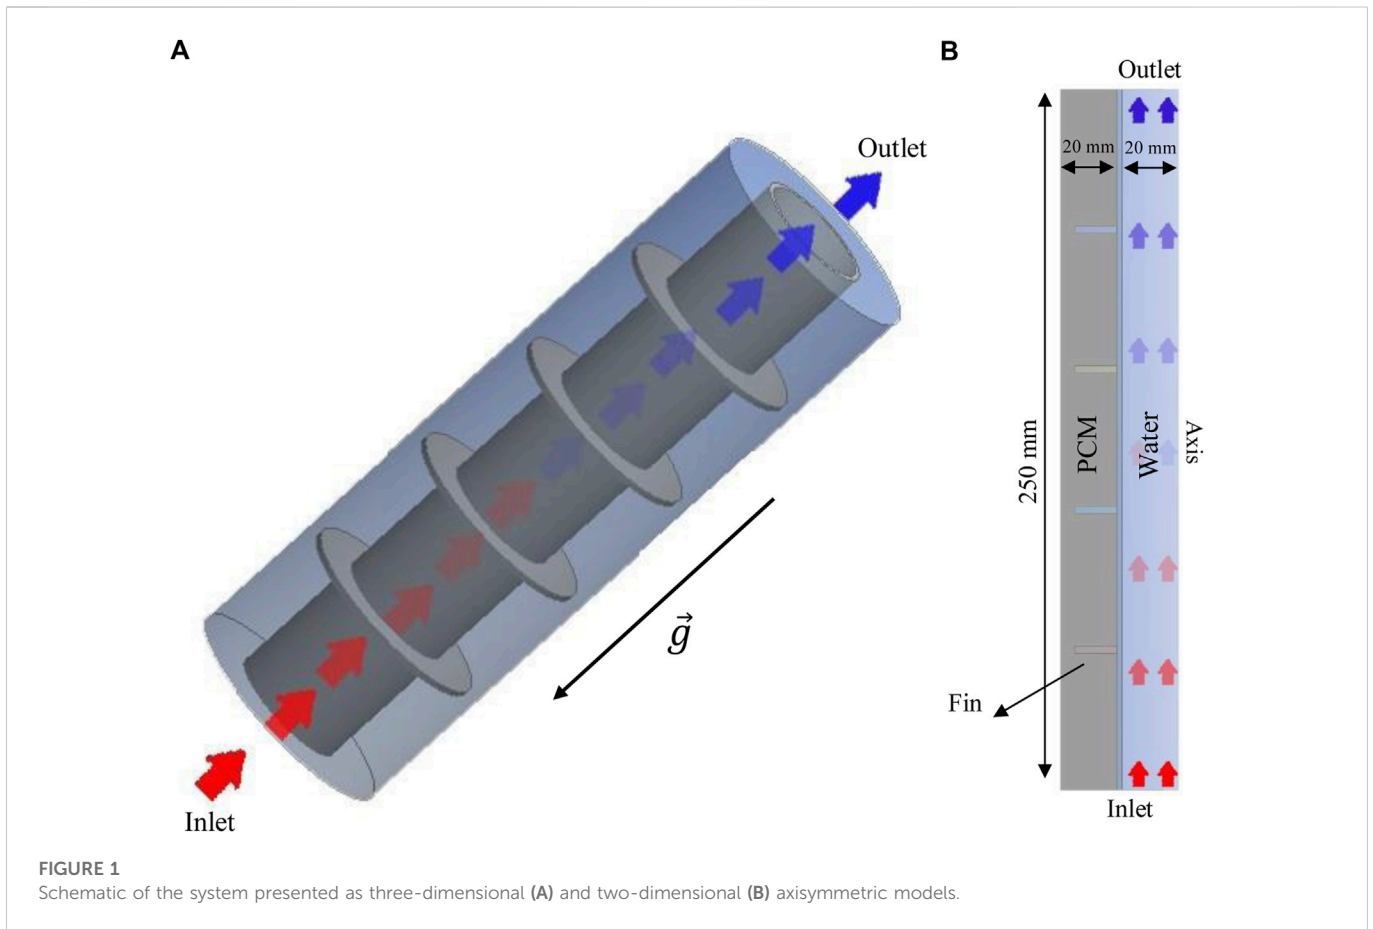 A
Outlet
Inlet
g⃗
B
Outlet
20 mm
20 mm
250 mm
PCM
Water
Axis
Fin
Inlet
FIGURE 1
Schematic of the system presented as three-dimensional (A) and two-dimensional (B) axisymmetric models.